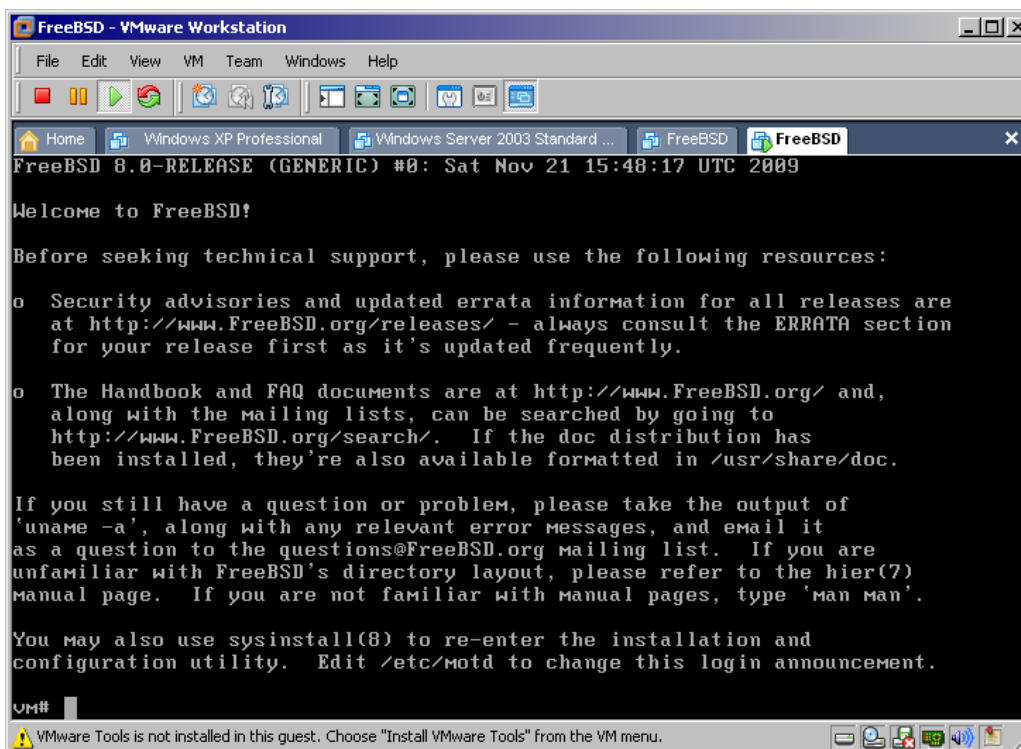 FreeBSD - VMware Workstation
File Edit View VM Team Windows Help
Home Windows XP Professional Windows Server 2003 Standard ... FreeBSD FreeBSD
FreeBSD 8.0-RELEASE (GENERIC) #0: Sat Nov 21 15:48:17 UTC 2009
Welcome to FreeBSD!
Before seeking technical support, please use the following resources:
o Security advisories and updated errata information for all releases are
at http://www.FreeBSD.org/releases/ - always consult the ERRATA section
for your release first as it's updated frequently.
o The Handbook and FAQ documents are at http://www.FreeBSD.org/ and,
along with the mailing lists, can be searched by going to
http://www.FreeBSD.org/search/. If the doc distribution has
been installed, they're also available formatted in /usr/share/doc.
If you still have a question or problem, please take the output of
'uname -a', along with any relevant error messages, and email it
as a question to the questions@FreeBSD.org mailing list. If you are
unfamiliar with FreeBSD's directory layout, please refer to the hier(7)
manual page. If you are not familiar with manual pages, type 'man man'.
You may also use sysinstall(8) to re-enter the installation and
configuration utility. Edit /etc/motd to change this login announcement.
vm#
VMware Tools is not installed in this guest. Choose "Install VMware Tools" from the VM menu.